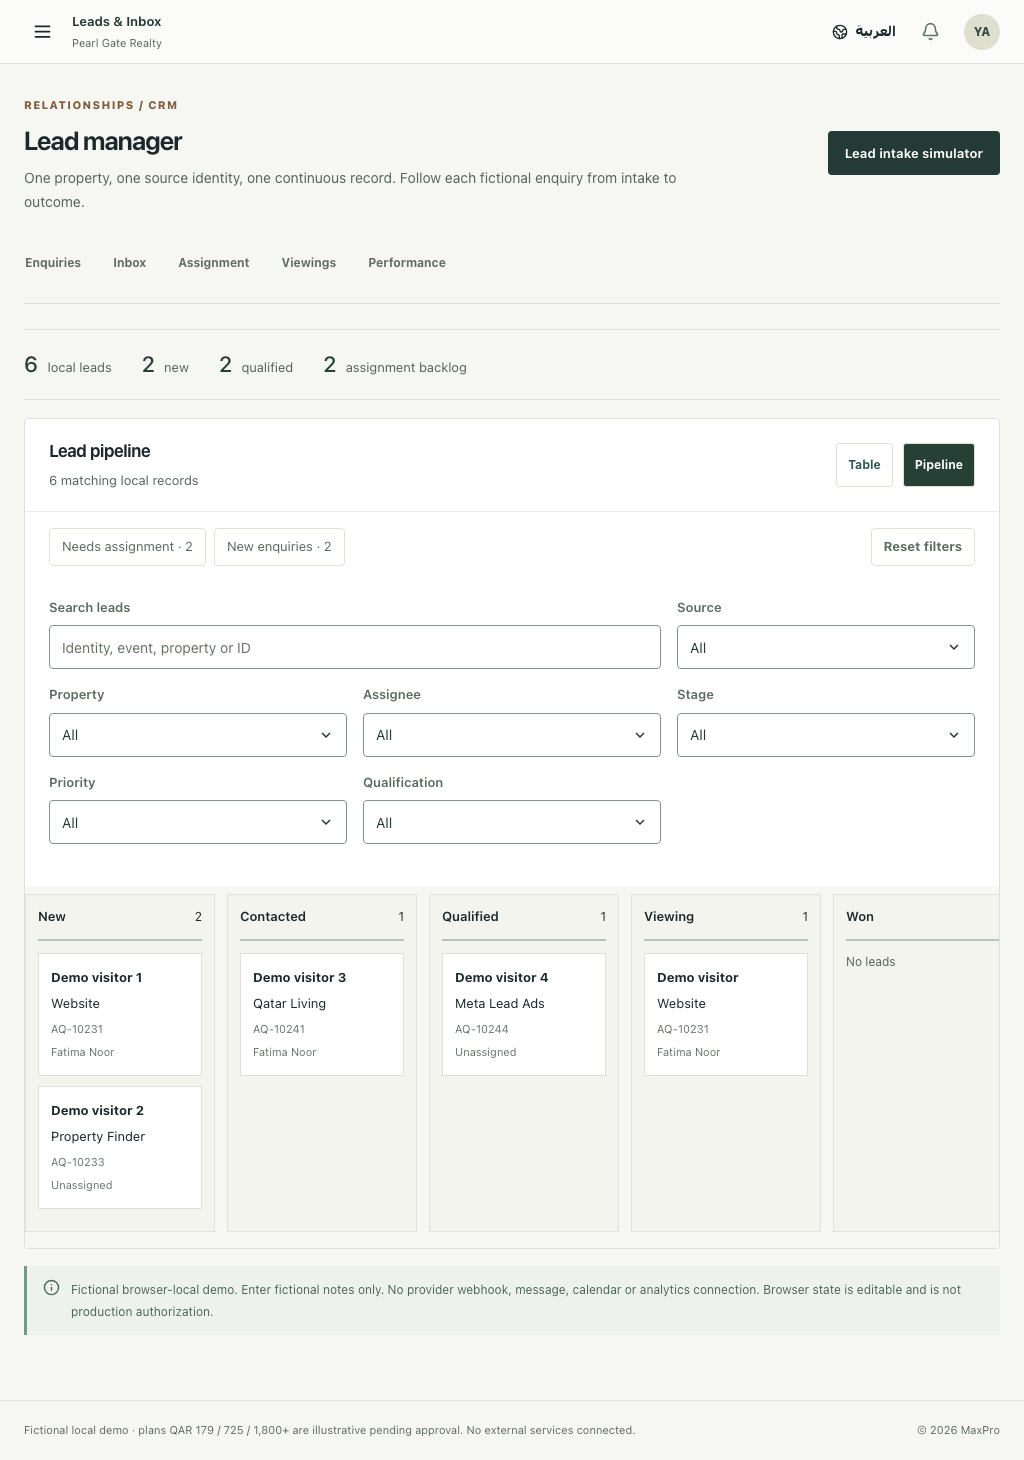 Leads & Inbox
Pearl Gate Realty
العربية
YA
RELATIONSHIPS / CRM
Lead manager
Lead intake simulator
One property, one source identity, one continuous record. Follow each fictional enquiry from intake to
outcome.
Enquiries Inbox Assignment Viewings Performance
6 local leads 2 new 2 qualified 2 assignment backlog
Lead pipeline
6 matching local records
Table Pipeline
Needs assignment · 2 New enquiries · 2 Reset filters
Search leads Source
Identity, event, property or ID All
Property Assignee Stage
All All All
Priority Qualification
All All
New 2
Demo visitor 1
Website
AQ-10231
Fatima Noor
Demo visitor 2
Property Finder
AQ-10233
Unassigned
Contacted 1
Demo visitor 3
Qatar Living
AQ-10241
Fatima Noor
Qualified 1
Demo visitor 4
Meta Lead Ads
AQ-10244
Unassigned
Viewing 1
Demo visitor
Website
AQ-10231
Fatima Noor
Won
No leads
Fictional browser-local demo. Enter fictional notes only. No provider webhook, message, calendar or analytics connection. Browser state is editable and is not
production authorization.
Fictional local demo · plans QAR 179 / 725 / 1,800+ are illustrative pending approval. No external services connected.
© 2026 MaxPro